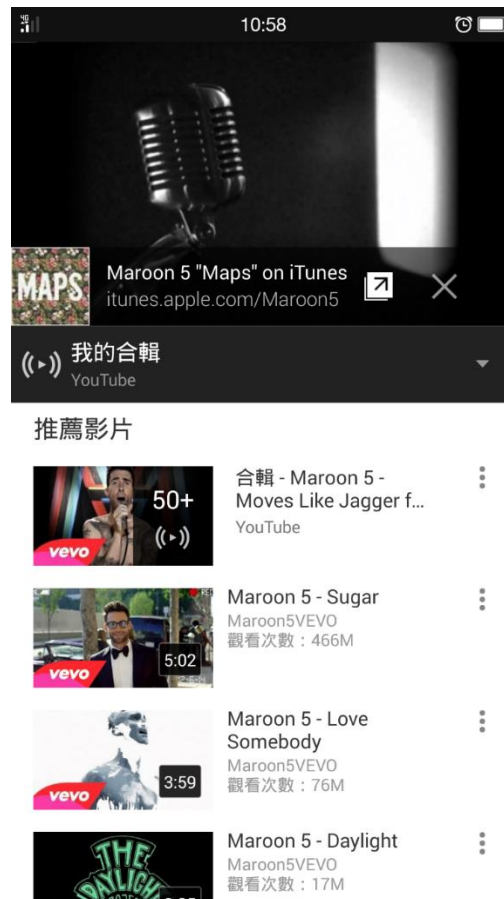 4G
10:58
MAPS
Maroon 5 "Maps" on iTunes
itunes.apple.com/Maroon5
我的合輯
YouTube
推薦影片
50+
vevo
合輯 - Maroon 5 -
Moves Like Jagger f...
YouTube
5:02
vevo
Maroon 5 - Sugar
Maroon5VEVO
觀看次數：466M
3:59
vevo
Maroon 5 - Love
Somebody
Maroon5VEVO
觀看次數：76M
THE
DAYLIGHT
Maroon 5 - Daylight
Maroon5VEVO
觀看次數：17M